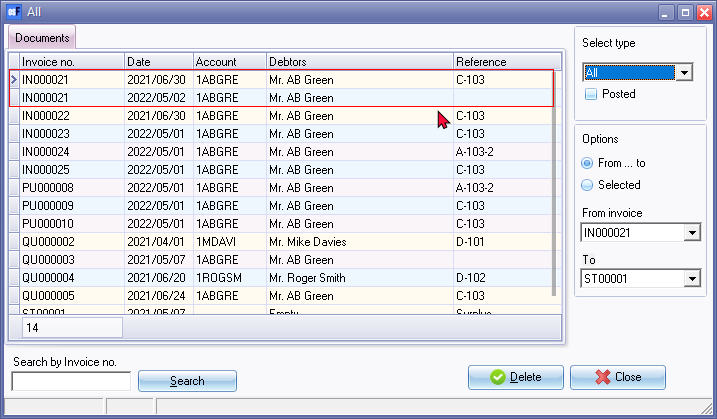 All
Documents
Invoice no. Date Account Debtors Reference
IN000021 2021/06/30 1ABGRE Mr. AB Green C-103
IN000021 2022/05/02 1ABGRE Mr. AB Green
IN000022 2021/06/30 1ABGRE Mr. AB Green C-103
IN000023 2022/05/01 1ABGRE Mr. AB Green C-103
IN000024 2022/05/01 1ABGRE Mr. AB Green A-103-2
IN000025 2022/05/01 1ABGRE Mr. AB Green C-103
PU000008 2022/05/01 1ABGRE Mr. AB Green A-103-2
PU000009 2022/05/01 1ABGRE Mr. AB Green C-103
PU000010 2022/05/01 1ABGRE Mr. AB Green C-103
QU000002 2021/04/01 1MDAVI Mr. Mike Davies D-101
QU000003 2021/05/07 1ABGRE Mr. AB Green
QU000004 2021/06/20 1ROGSM Mr. Roger Smith D-102
QU000005 2021/06/24 1ABGRE Mr. AB Green C-103
ST00001 2021/05/07 Empty Surplus
14
Search by Invoice no.
Search
Delete
Close
Select type
All
Posted
Options
From ... to
Selected
From invoice
IN000021
To
ST00001